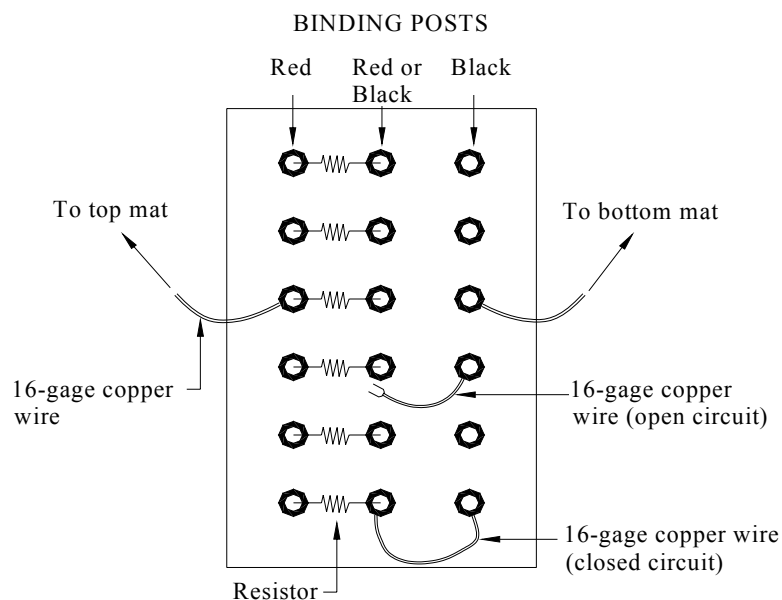 BINDING POSTS
Red
Red or
Black
Black
To top mat
To bottom mat
16-gage copper
wire
16-gage copper
wire (open circuit)
16-gage copper wire
(closed circuit)
Resistor